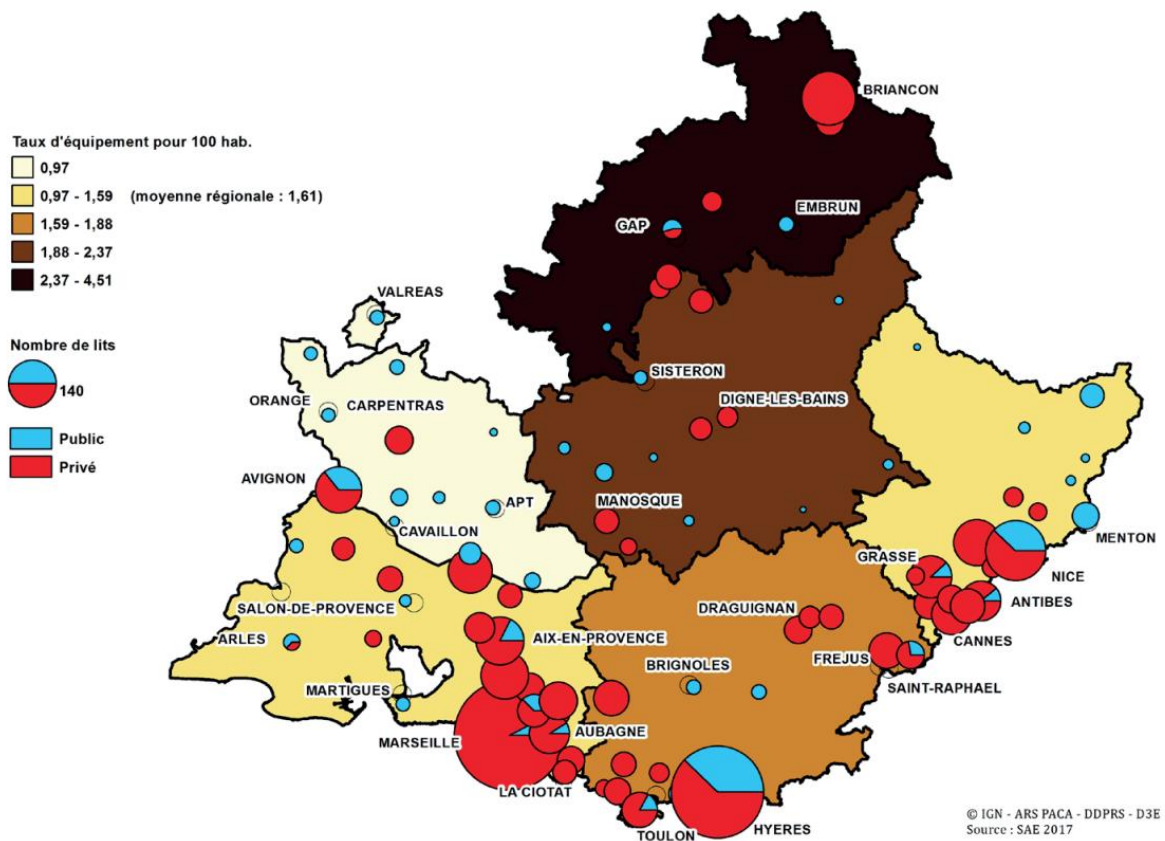 Taux d'équipement pour 100 hab.
0,97
0,97 - 1,59 (moyenne régionale : 1,61)
1,59 - 1,88
1,88 - 2,37
2,37 - 4,51
Nombre de lits
140
Public
Privé
BRIANCON
EMBRUN
GAP
VALREAS
SISTERON
ORANGE
CARPENTRAS
DIGNE-LES-BAINS
AVIGNON
APT
MANOSQUE
CAVAILLON
MENTON
GRASSE
NICE
SALON-DE-PROVENCE
ANTIBES
DRAGUIGNAN
ARLES
AIX-EN-PROVENCE
CANNES
BRIGNOLES
FREJUS
SAINT-RAPHAEL
MARTIGUES
AUBAGNE
MARSEILLE
LA CIOTAT
TOULON
HYERES
© IGN - ARS PACA - DDPRS - D3E
Source : SAE 2017